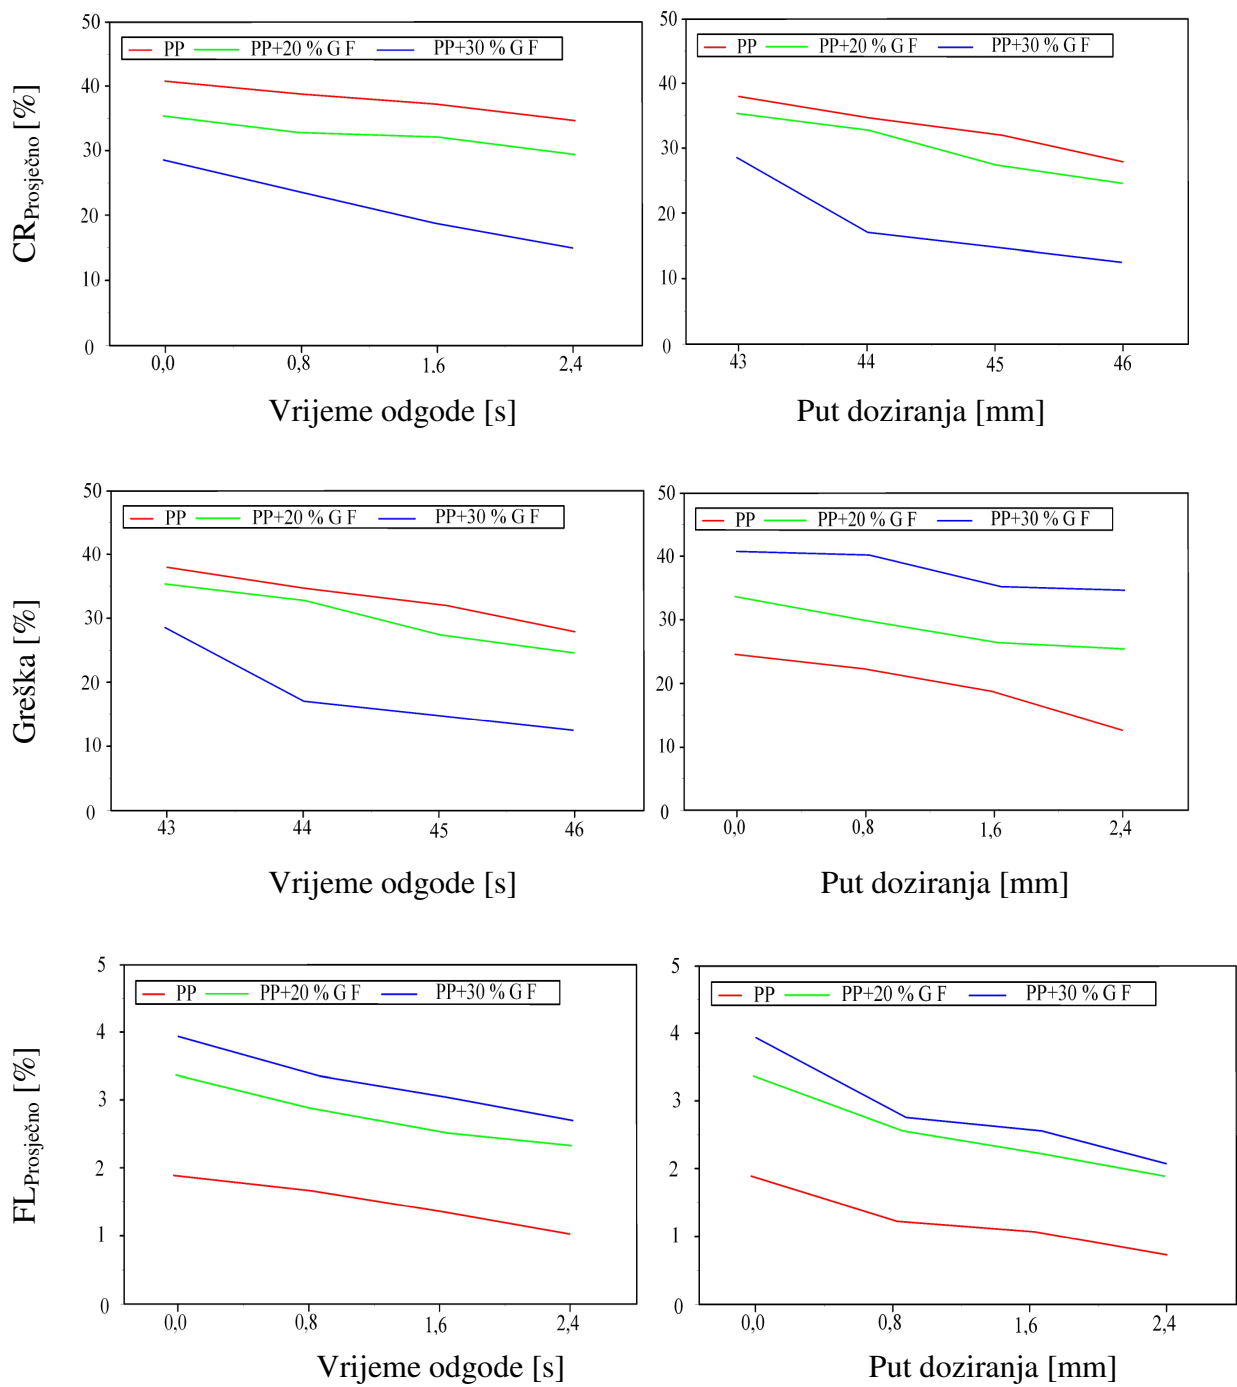 50
PP PP+20 % G F PP+30 % G F
40
30
20
10
0
0,0 0,8 1,6 2,4
CRProsječno [%]
Vrijeme odgode [s]
50
PP PP+20 % G F PP+30 % G F
40
30
20
10
0
43 44 45 46
Put doziranja [mm]
50
PP PP+20 % G F PP+30 % G F
40
30
20
10
0
43 44 45 46
Greška [%]
Vrijeme odgode [s]
50
PP PP+20 % G F PP+30 % G F
40
30
20
10
0
0,0 0,8 1,6 2,4
Put doziranja [mm]
5
PP PP+20 % G F PP+30 % G F
4
3
2
1
0
0,0 0,8 1,6 2,4
FLProsječno [%]
Vrijeme odgode [s]
5
PP PP+20 % G F PP+30 % G F
4
3
2
1
0
0,0 0,8 1,6 2,4
Put doziranja [mm]